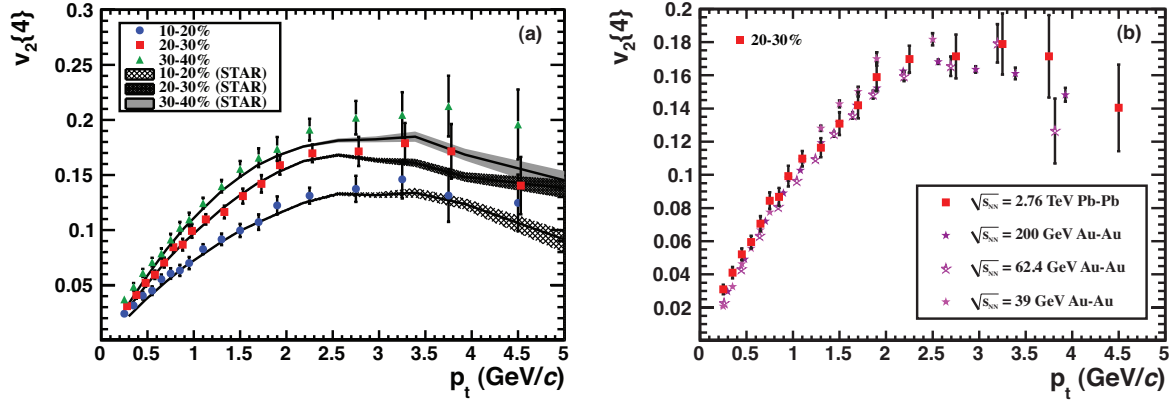 v2{4}
0.3
0.25
0.2
0.15
0.1
0.05
(a)
10-20%
20-30%
30-40%
10-20% (STAR)
20-30% (STAR)
30-40% (STAR)
0 0.5 1 1.5 2 2.5 3 3.5 4 4.5 5
pt (GeV/c)
v2{4}
0.2
0.18
0.16
0.14
0.12
0.1
0.08
0.06
0.04
0.02
(b)
20-30%
√sNN = 2.76 TeV Pb-Pb
√sNN = 200 GeV Au-Au
√sNN = 62.4 GeV Au-Au
√sNN = 39 GeV Au-Au
0 0.5 1 1.5 2 2.5 3 3.5 4 4.5 5
pt (GeV/c)